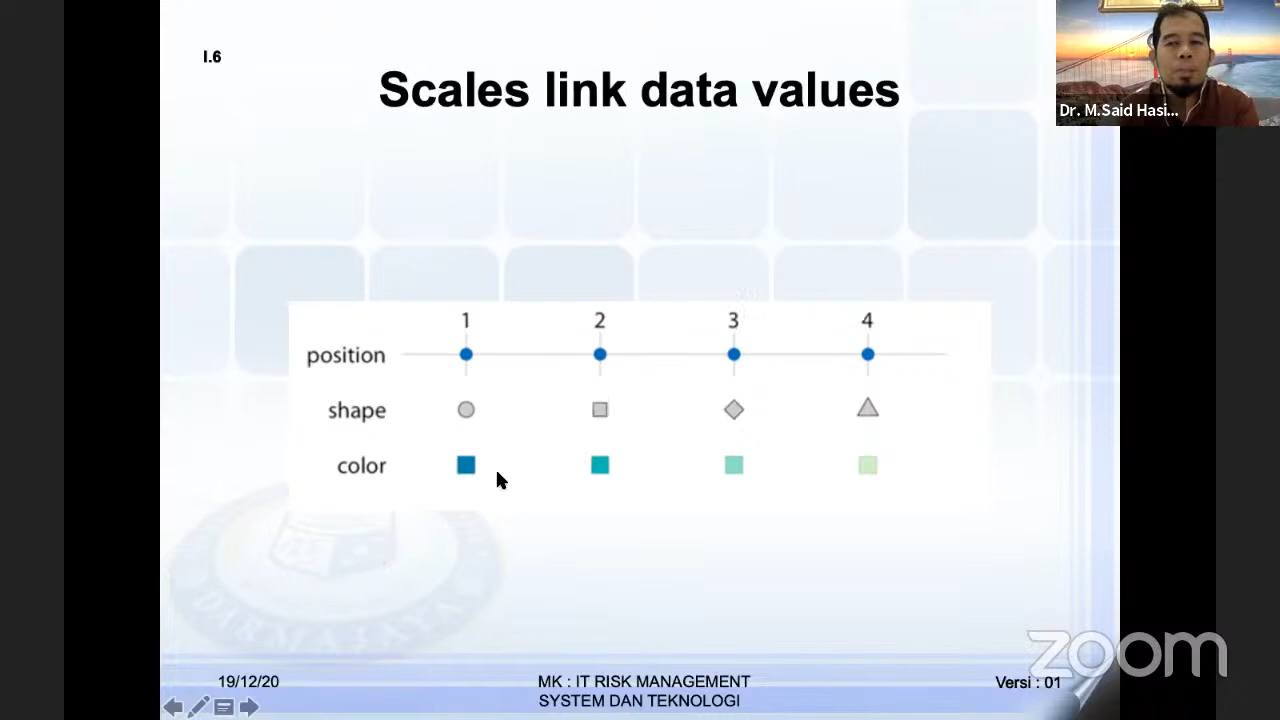 I.6
Scales link data values
Dr. M.Said Hasi...
1 2 3 4
position
shape
color
DARMAJAYA
19/12/20
MK : IT RISK MANAGEMENT
SYSTEM DAN TEKNOLOGI
Versi : 01
zoom